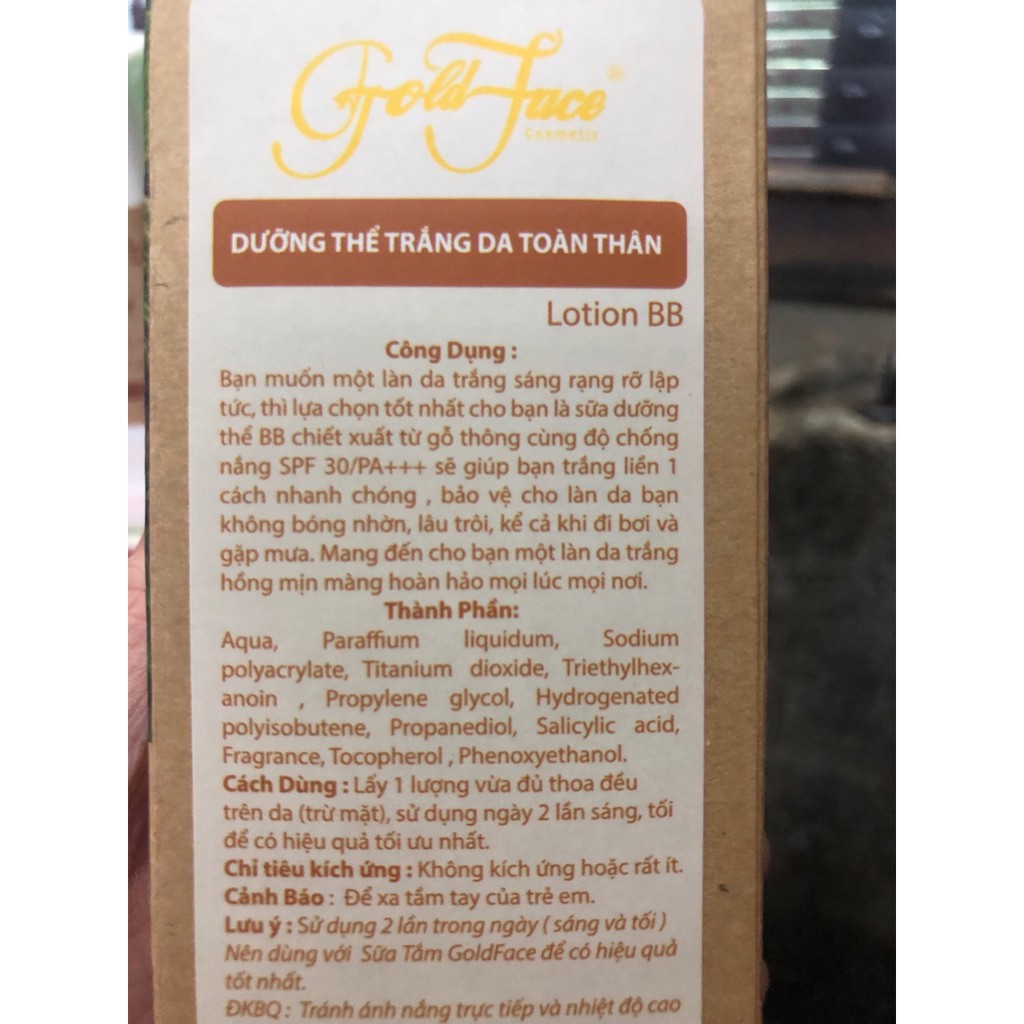 GoldFace®
Cosmetis
DƯỠNG THỂ TRẮNG DA TOÀN THÂN
Lotion BB
Công Dụng :
Bạn muốn một làn da trắng sáng rạng rỡ lập
tức, thì lựa chọn tốt nhất cho bạn là sữa dưỡng
thể BB chiết xuất từ gỗ thông cùng độ chống
nắng SPF 30/PA+++ sẽ giúp bạn trắng liền 1
cách nhanh chóng , bảo vệ cho làn da bạn
không bóng nhờn, lâu trôi, kể cả khi đi bơi và
gặp mưa. Mang đến cho bạn một làn da trắng
hồng mịn màng hoàn hảo mọi lúc mọi nơi.
Thành Phần:
Aqua, Paraffium liquidum, Sodium
polyacrylate, Titanium dioxide, Triethylhex-
anoin , Propylene glycol, Hydrogenated
polyisobutene, Propanediol, Salicylic acid,
Fragrance, Tocopherol , Phenoxyethanol.
Cách Dùng : Lấy 1 lượng vừa đủ thoa đều
trên da (trừ mặt), sử dụng ngày 2 lần sáng, tối
để có hiệu quả tối ưu nhất.
Chỉ tiêu kích ứng : Không kích ứng hoặc rất ít.
Cảnh Báo : Để xa tầm tay của trẻ em.
Lưu ý : Sử dụng 2 lần trong ngày ( sáng và tối )
Nên dùng với Sữa Tắm GoldFace để có hiệu quả
tốt nhất.
ĐKBQ : Tránh ánh nắng trực tiếp và nhiệt độ cao